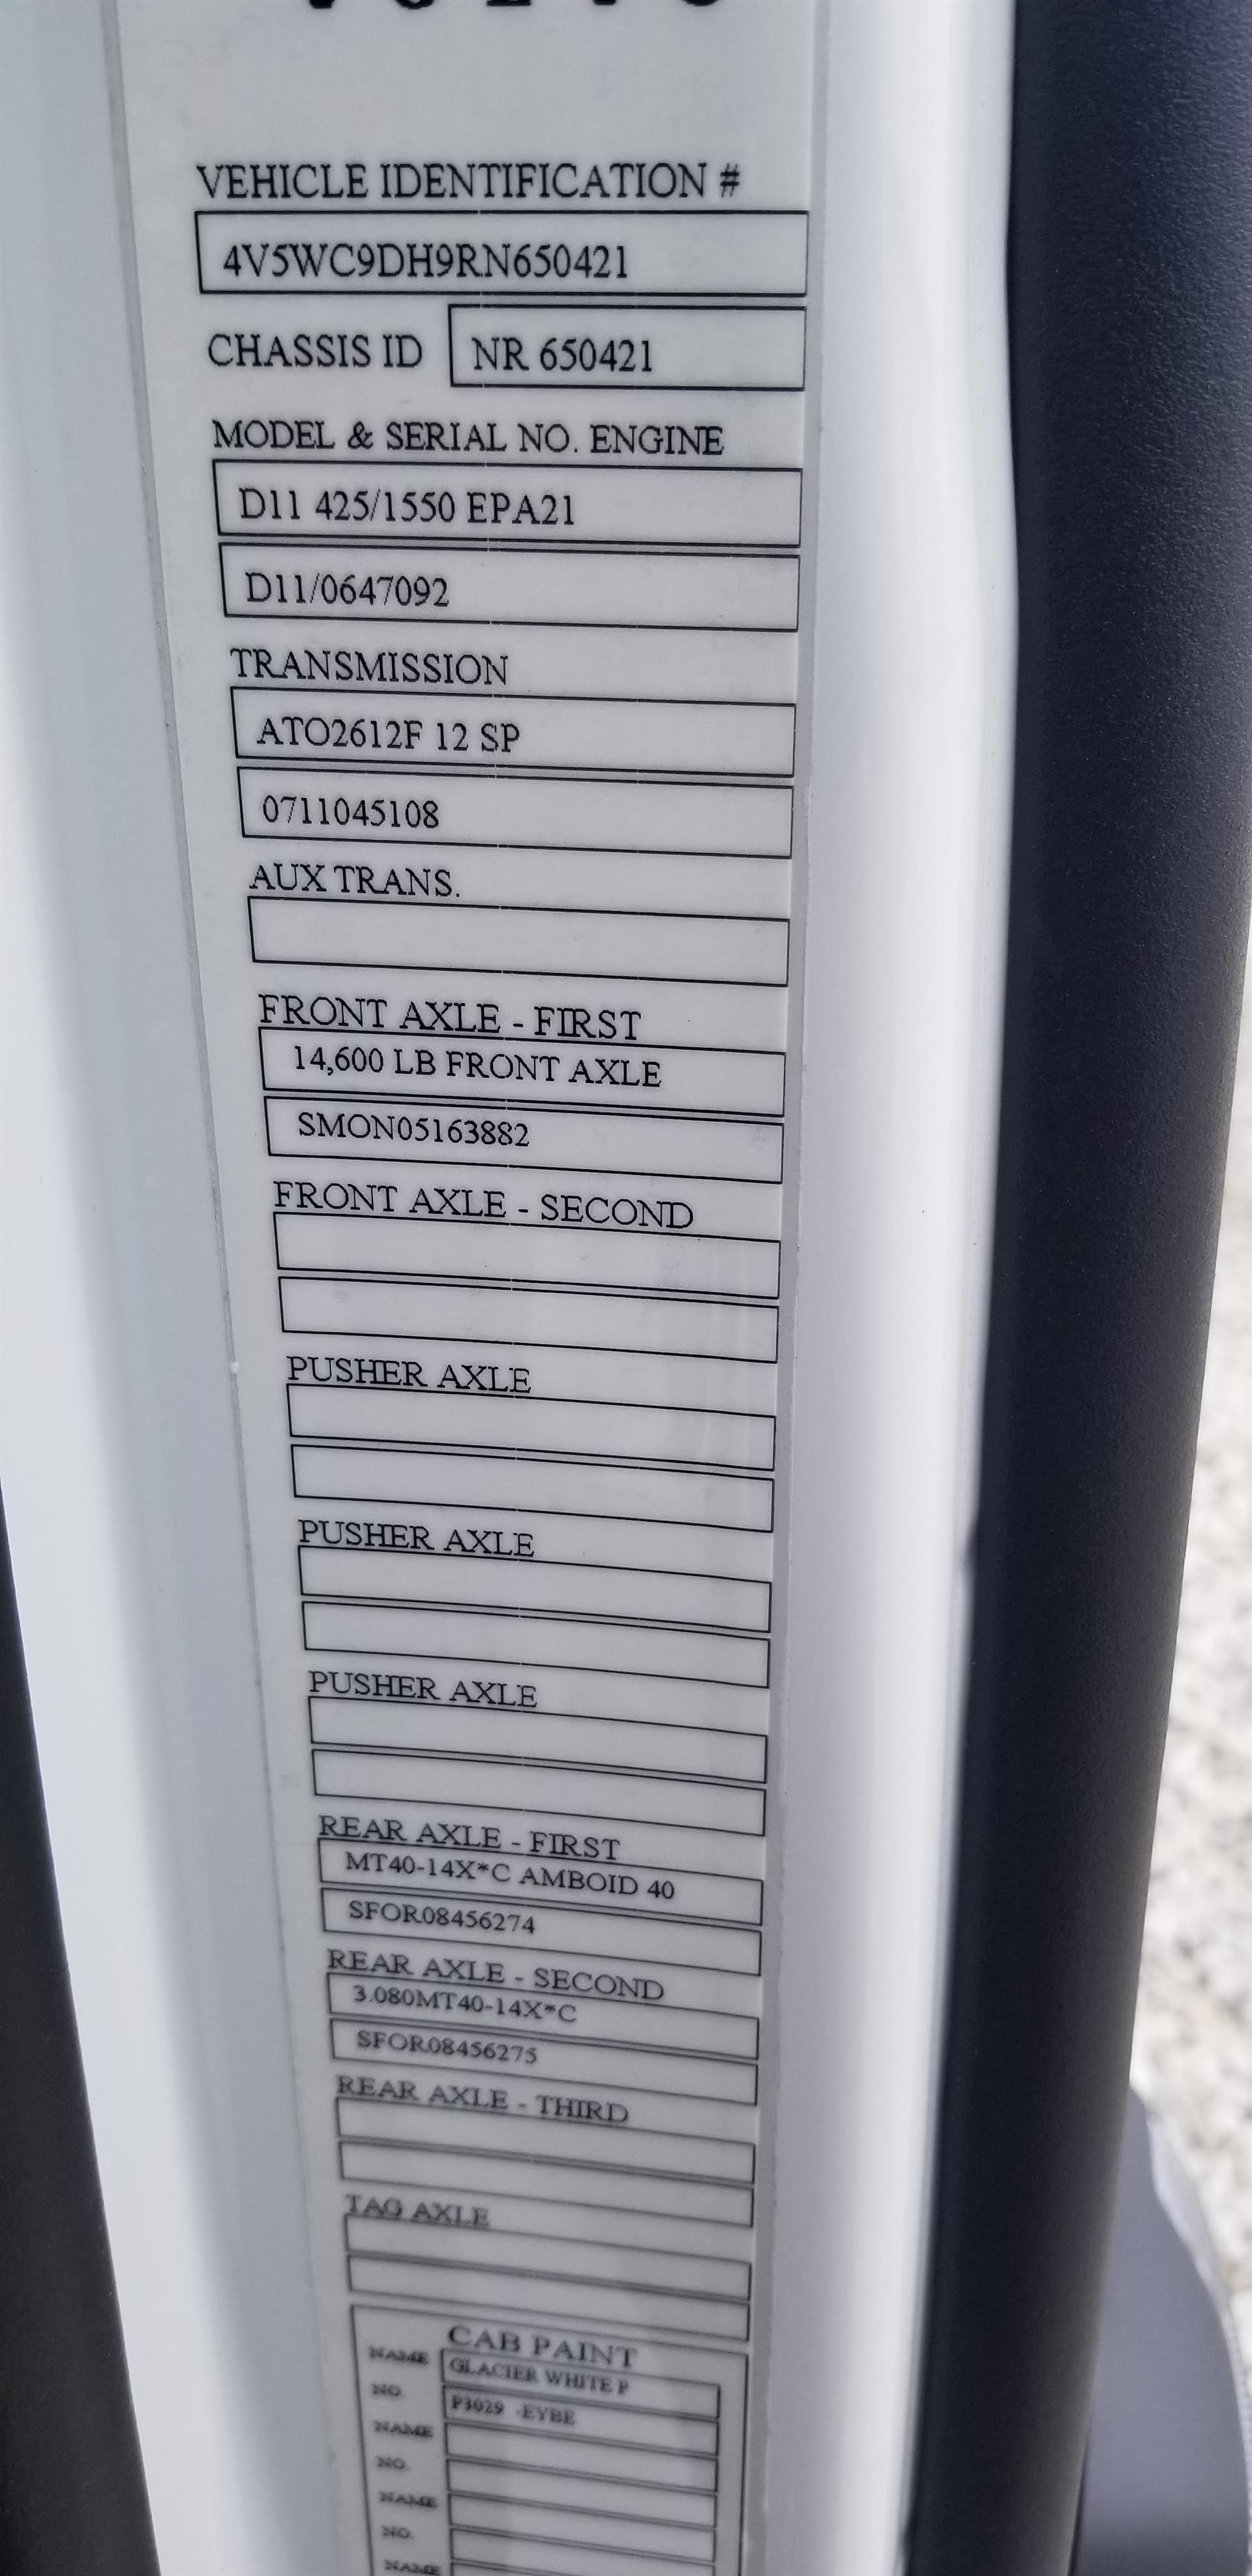 VEHICLE IDENTIFICATION #
4V5WC9DH9RN650421
CHASSIS ID NR 650421
MODEL & SERIAL NO. ENGINE
D11 425/1550 EPA21
D11/0647092
TRANSMISSION
ATO2612F 12 SP
0711045108
AUX TRANS.
FRONT AXLE - FIRST
14,600 LB FRONT AXLE
SMON05163882
FRONT AXLE - SECOND
PUSHER AXLE
PUSHER AXLE
PUSHER AXLE
REAR AXLE - FIRST
MT40-14X*C AMBOID 40
SFOR08456274
REAR AXLE - SECOND
3.080MT40-14X*C
SFOR08456275
REAR AXLE - THIRD
TAG AXLE
CAB PAINT
NAME GLACIER WHITE P
NO. P3029 -EYBE
NAME
NO.
NAME
NO.
NAME